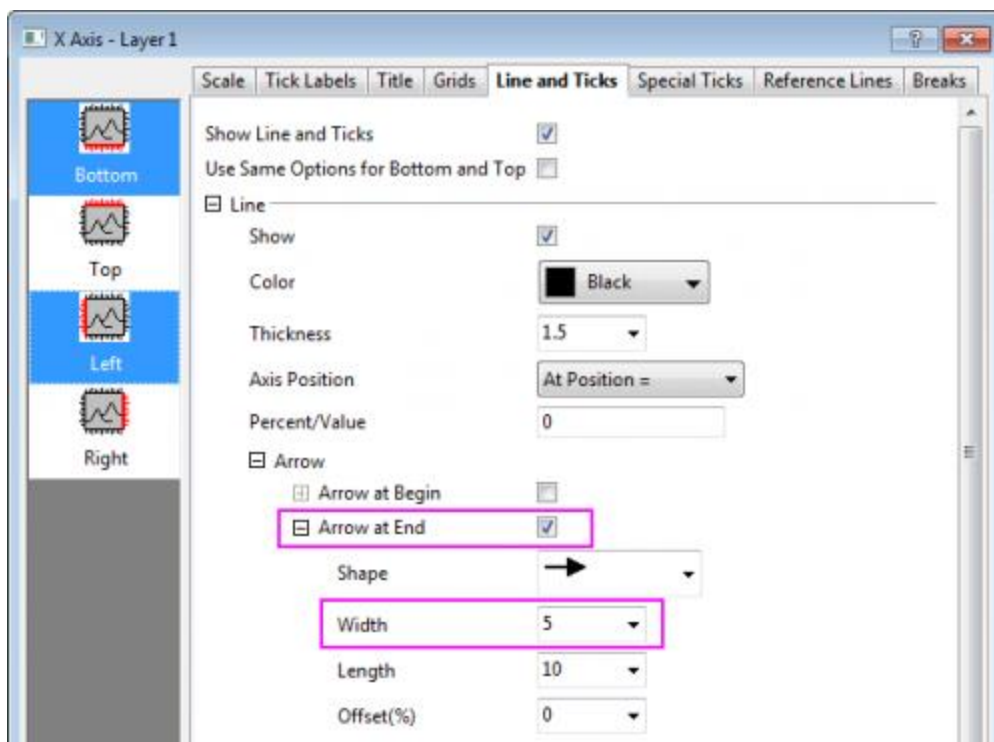 X Axis - Layer 1
Scale Tick Labels Title Grids Line and Ticks Special Ticks Reference Lines Breaks
Bottom
Top
Left
Right
Show Line and Ticks
Use Same Options for Bottom and Top
Line
Show
Color Black
Thickness 1.5
Axis Position At Position =
Percent/Value 0
Arrow
Arrow at Begin
Arrow at End
Shape
Width 5
Length 10
Offset(%) 0